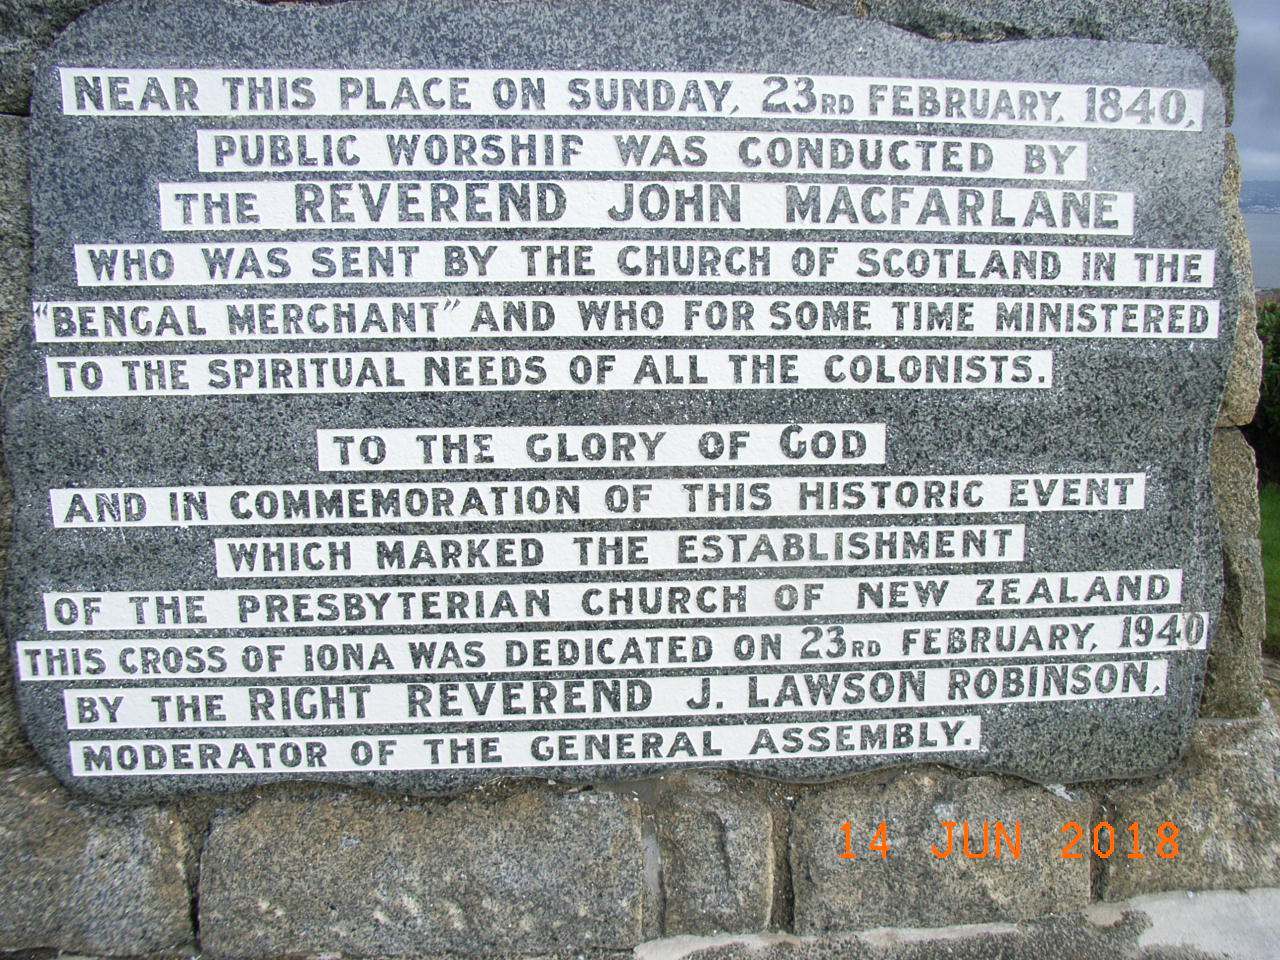 NEAR THIS PLACE ON SUNDAY, 23RD FEBRUARY, 1840,
PUBLIC WORSHIP WAS CONDUCTED BY
THE REVEREND JOHN MACFARLANE
WHO WAS SENT BY THE CHURCH OF SCOTLAND IN THE
"BENGAL MERCHANT" AND WHO FOR SOME TIME MINISTERED
TO THE SPIRITUAL NEEDS OF ALL THE COLONISTS.
TO THE GLORY OF GOD
AND IN COMMEMORATION OF THIS HISTORIC EVENT
WHICH MARKED THE ESTABLISHMENT
OF THE PRESBYTERIAN CHURCH OF NEW ZEALAND
THIS CROSS OF IONA WAS DEDICATED ON 23RD FEBRUARY, 1940
BY THE RIGHT REVEREND J. LAWSON ROBINSON,
MODERATOR OF THE GENERAL ASSEMBLY.
14 JUN 2018